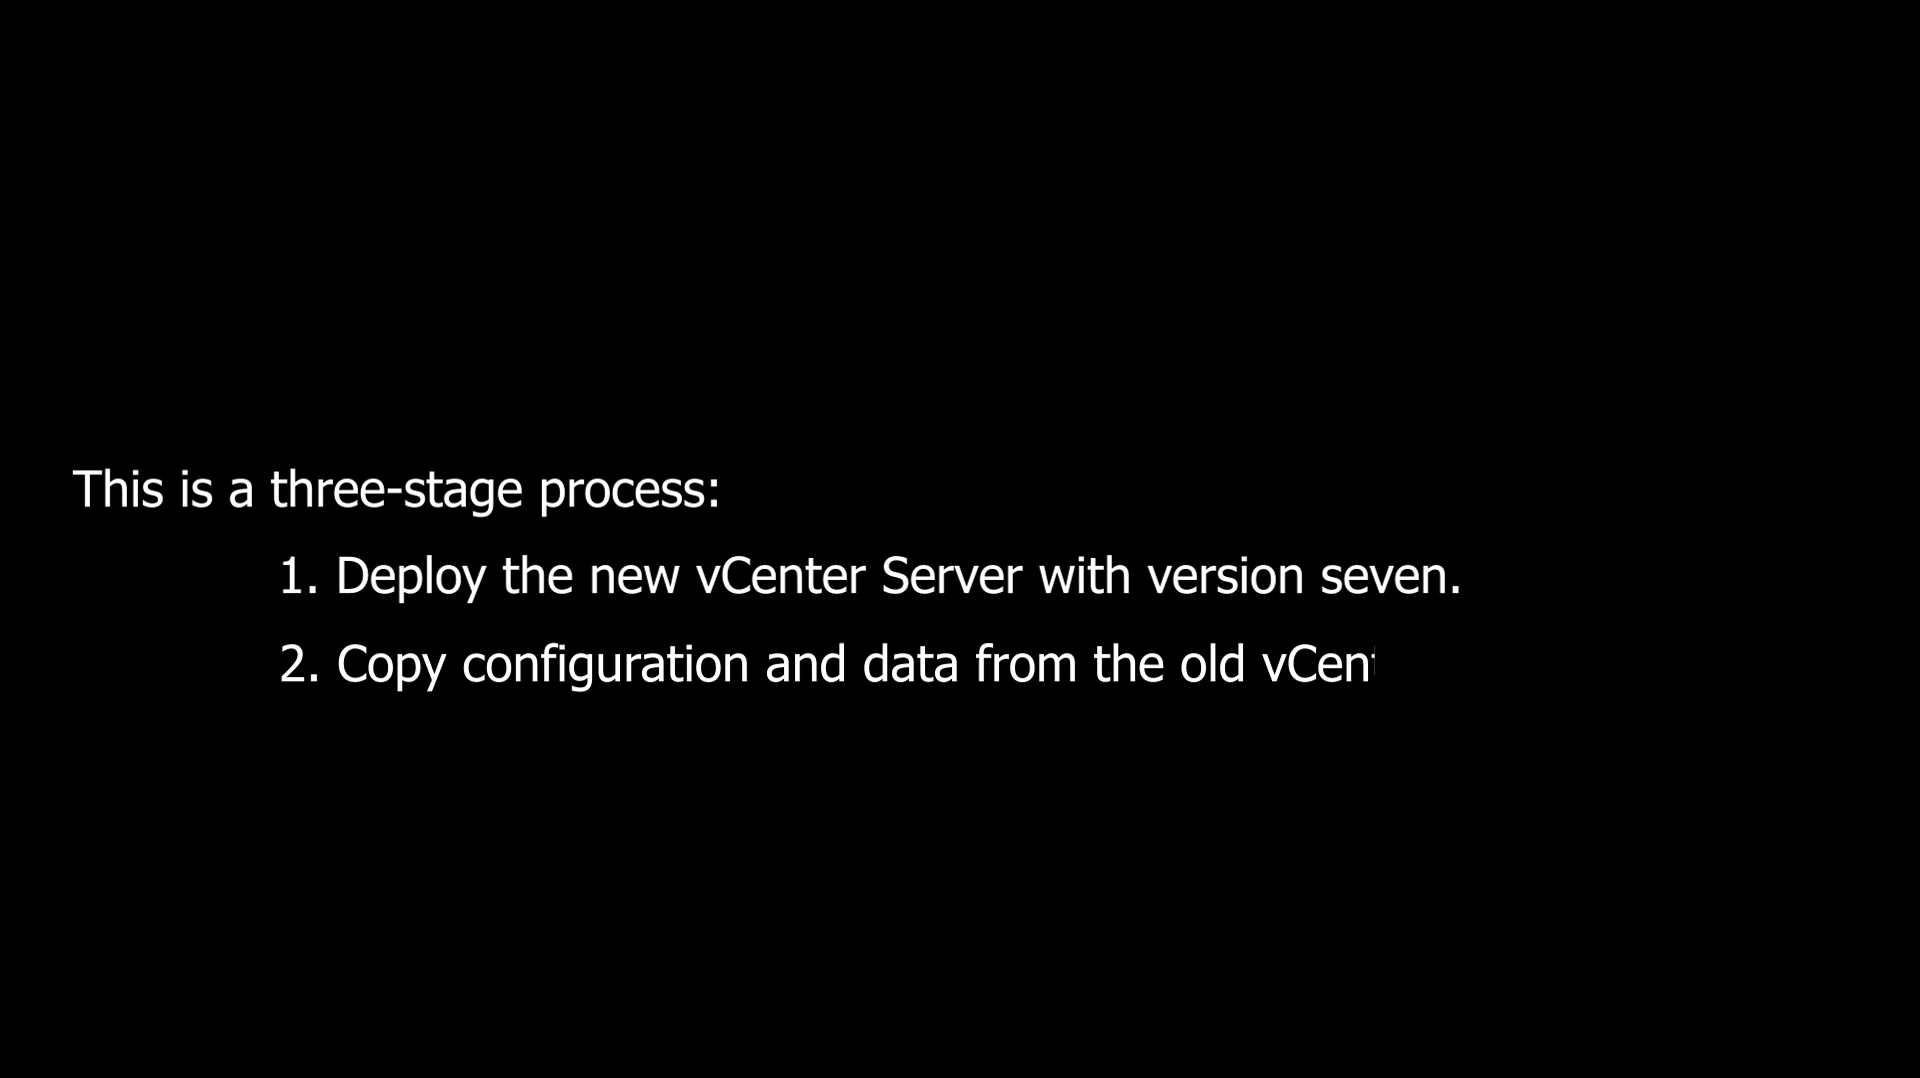 This is a three-stage process:
1. Deploy the new vCenter Server with version seven.
2. Copy configuration and data from the old vCen